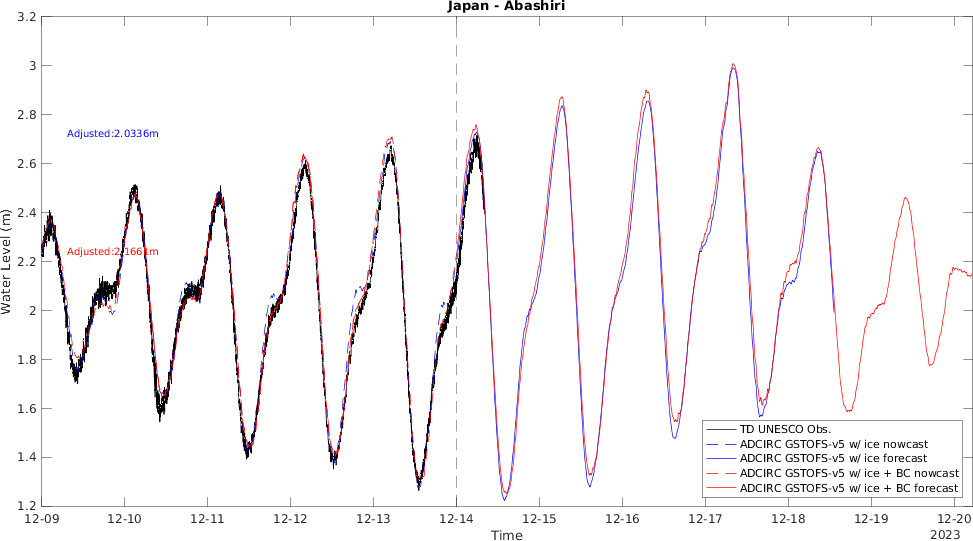 Japan - Abashiri
3.2
3
2.8
2.6
2.4
2.2
2
1.8
1.6
1.4
1.2
Water Level (m)
Adjusted:2.0336m
Adjusted:2.1661m
TD UNESCO Obs.
ADCIRC GSTOFS-v5 w/ ice nowcast
ADCIRC GSTOFS-v5 w/ ice forecast
ADCIRC GSTOFS-v5 w/ ice + BC nowcast
ADCIRC GSTOFS-v5 w/ ice + BC forecast
12-09 12-10 12-11 12-12 12-13 12-14 12-15 12-16 12-17 12-18 12-19 12-20
Time
2023